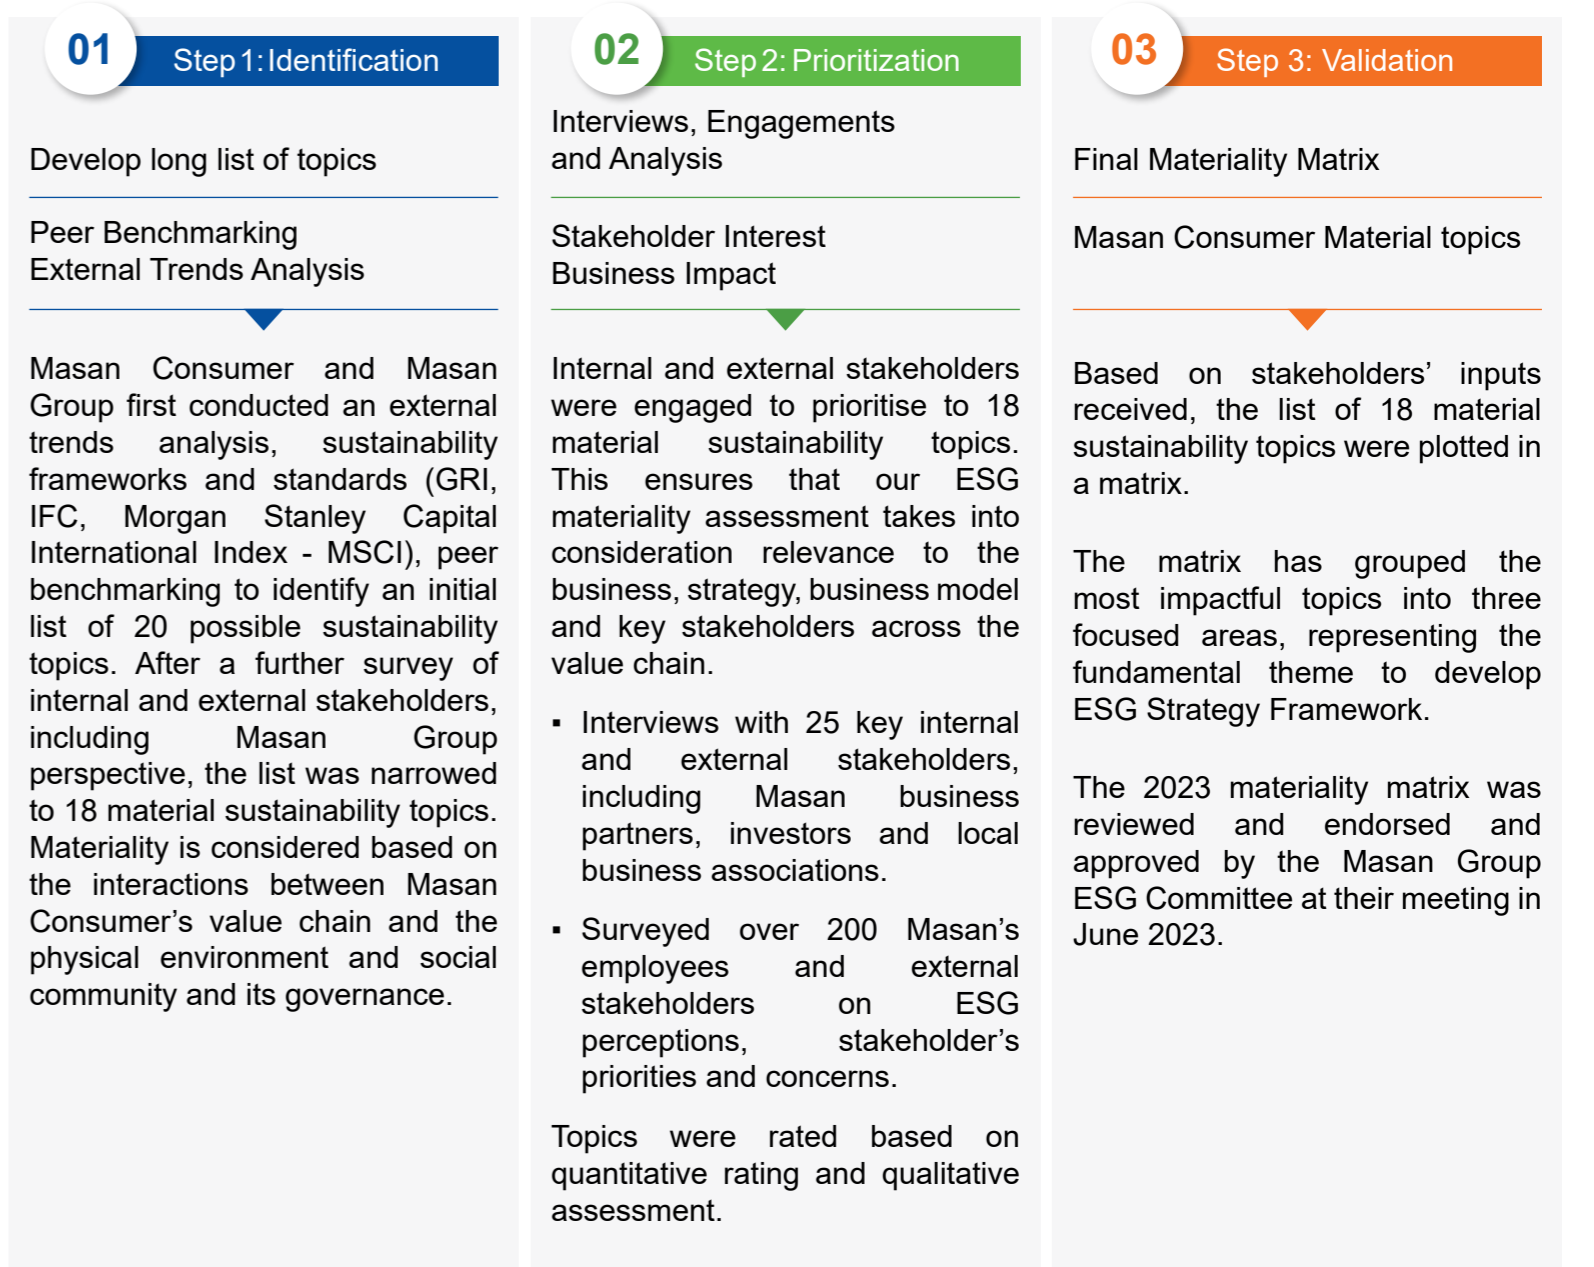 01
Step 1: Identification
Develop long list of topics
Peer Benchmarking
External Trends Analysis
Masan Consumer and Masan
Group first conducted an external
trends analysis, sustainability
frameworks and standards (GRI,
IFC, Morgan Stanley Capital
International Index - MSCI), peer
benchmarking to identify an initial
list of 20 possible sustainability
topics. After a further survey of
internal and external stakeholders,
including Masan Group
perspective, the list was narrowed
to 18 material sustainability topics.
Materiality is considered based on
the interactions between Masan
Consumer’s value chain and the
physical environment and social
community and its governance.
02
Step 2: Prioritization
Interviews, Engagements
and Analysis
Stakeholder Interest
Business Impact
Internal and external stakeholders
were engaged to prioritise to 18
material sustainability topics.
This ensures that our ESG
materiality assessment takes into
consideration relevance to the
business, strategy, business model
and key stakeholders across the
value chain.
▪ Interviews with 25 key internal
and external stakeholders,
including Masan business
partners, investors and local
business associations.
▪ Surveyed over 200 Masan’s
employees and external
stakeholders on ESG
perceptions, stakeholder’s
priorities and concerns.
Topics were rated based on
quantitative rating and qualitative
assessment.
03
Step 3: Validation
Final Materiality Matrix
Masan Consumer Material topics
Based on stakeholders’ inputs
received, the list of 18 material
sustainability topics were plotted in
a matrix.
The matrix has grouped the
most impactful topics into three
focused areas, representing the
fundamental theme to develop
ESG Strategy Framework.
The 2023 materiality matrix was
reviewed and endorsed and
approved by the Masan Group
ESG Committee at their meeting in
June 2023.